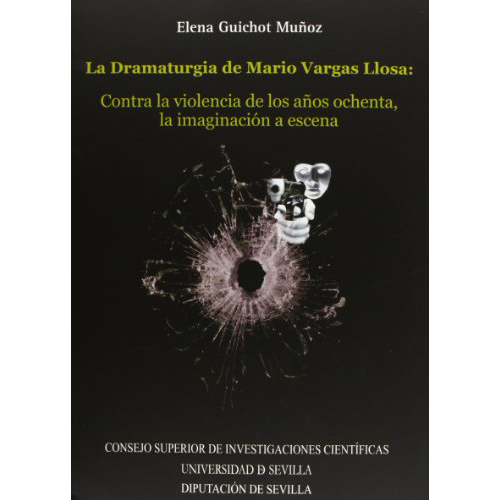 Elena Guichot Muñoz
La Dramaturgia de Mario Vargas Llosa:
Contra la violencia de los años ochenta,
la imaginación a escena
CONSEJO SUPERIOR DE INVESTIGACIONES CIENTÍFICAS
UNIVERSIDAD Ð SEVILLA
DIPUTACIÓN DE SEVILLA